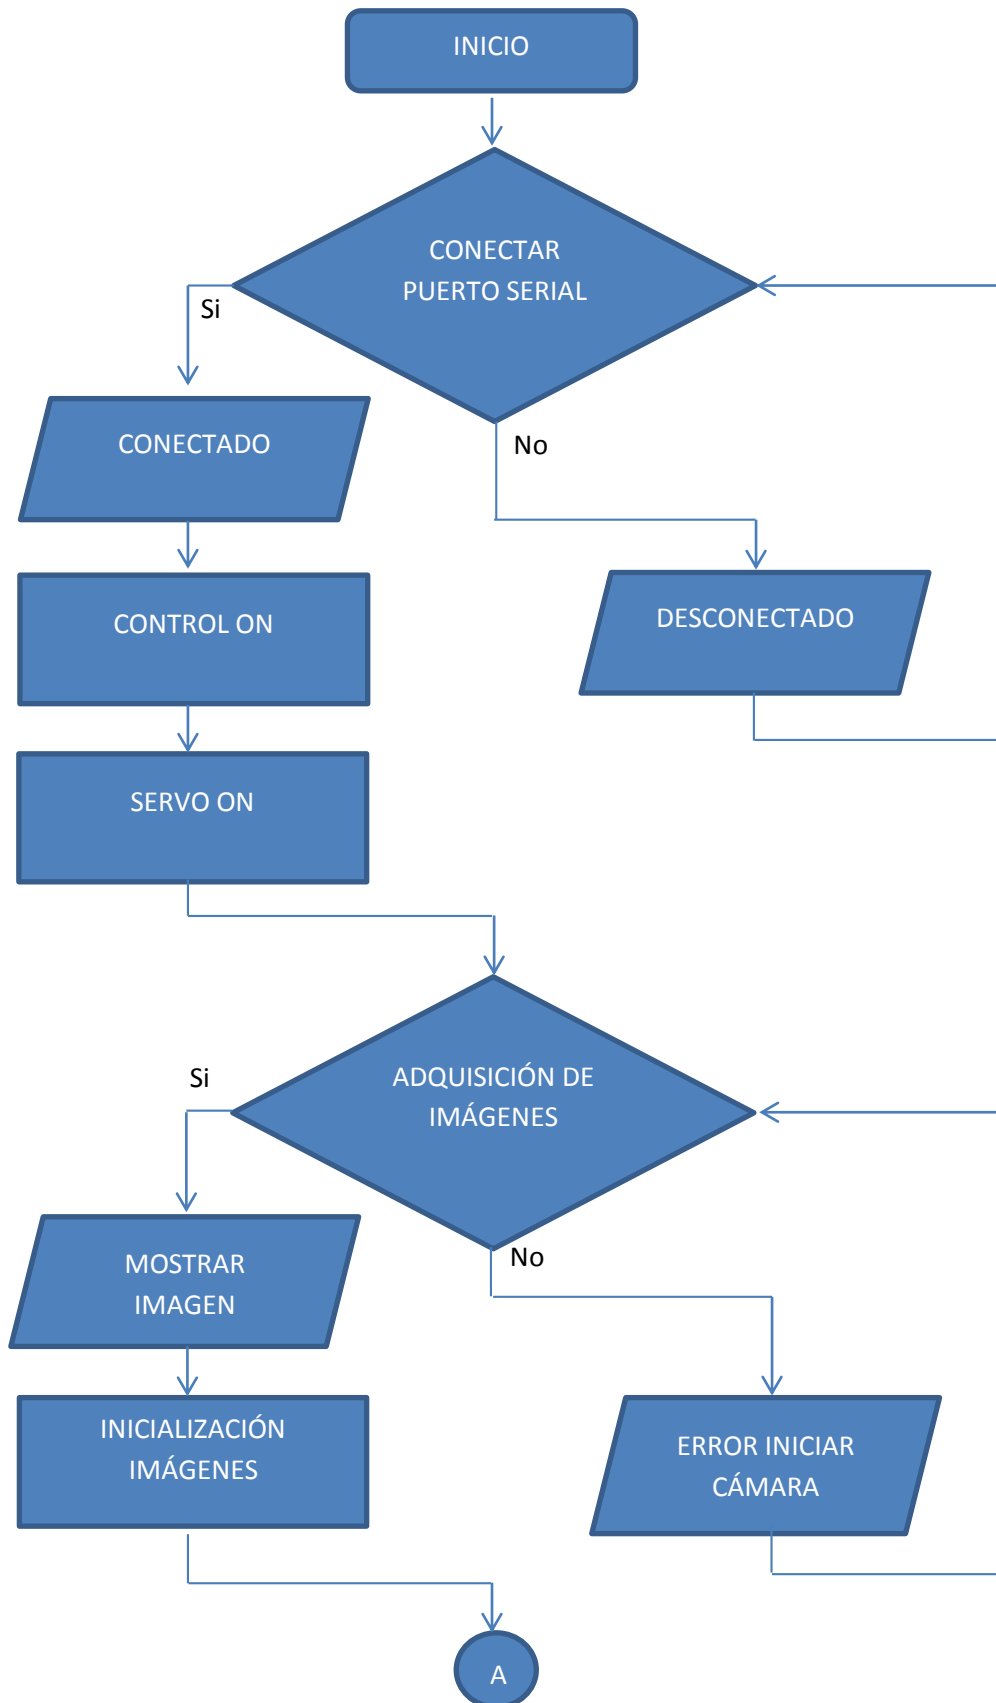 INICIO
CONECTAR
PUERTO SERIAL
Si
CONECTADO
No
CONTROL ON
DESCONECTADO
SERVO ON
ADQUISICIÓN DE
IMÁGENES
Si
No
MOSTRAR
IMAGEN
INICIALIZACIÓN
IMÁGENES
ERROR INICIAR
CÁMARA
A